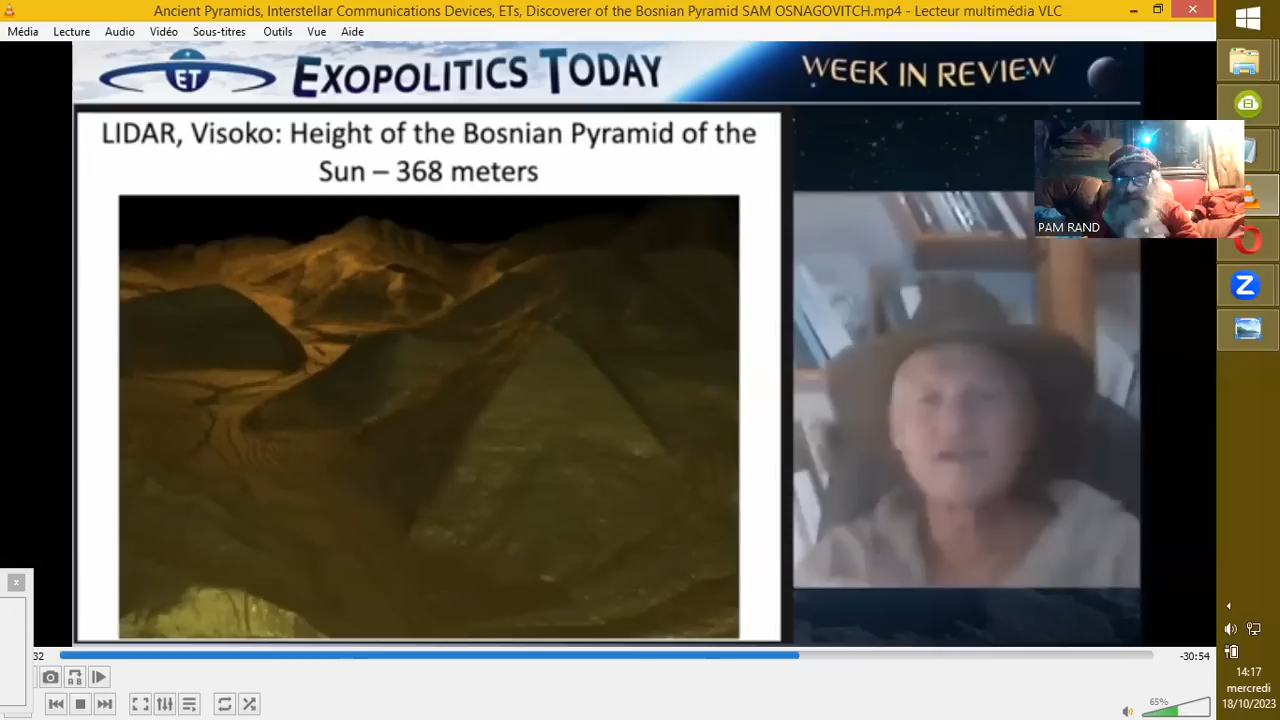 Ancient Pyramids, Interstellar Communications Devices, ETs, Discoverer of the Bosnian Pyramid SAM OSNAGOVITCH.mp4 - Lecteur multimédia VLC
Média Lecture Audio Vidéo Sous-titres Outils Vue Aide
ET EXOPOLITICS TODAY WEEK IN REVIEW
LIDAR, Visoko: Height of the Bosnian Pyramid of the
Sun – 368 meters
PAM RAND
Z
x
32
-30:54
A B
65%
14:17
mercredi
18/10/2023